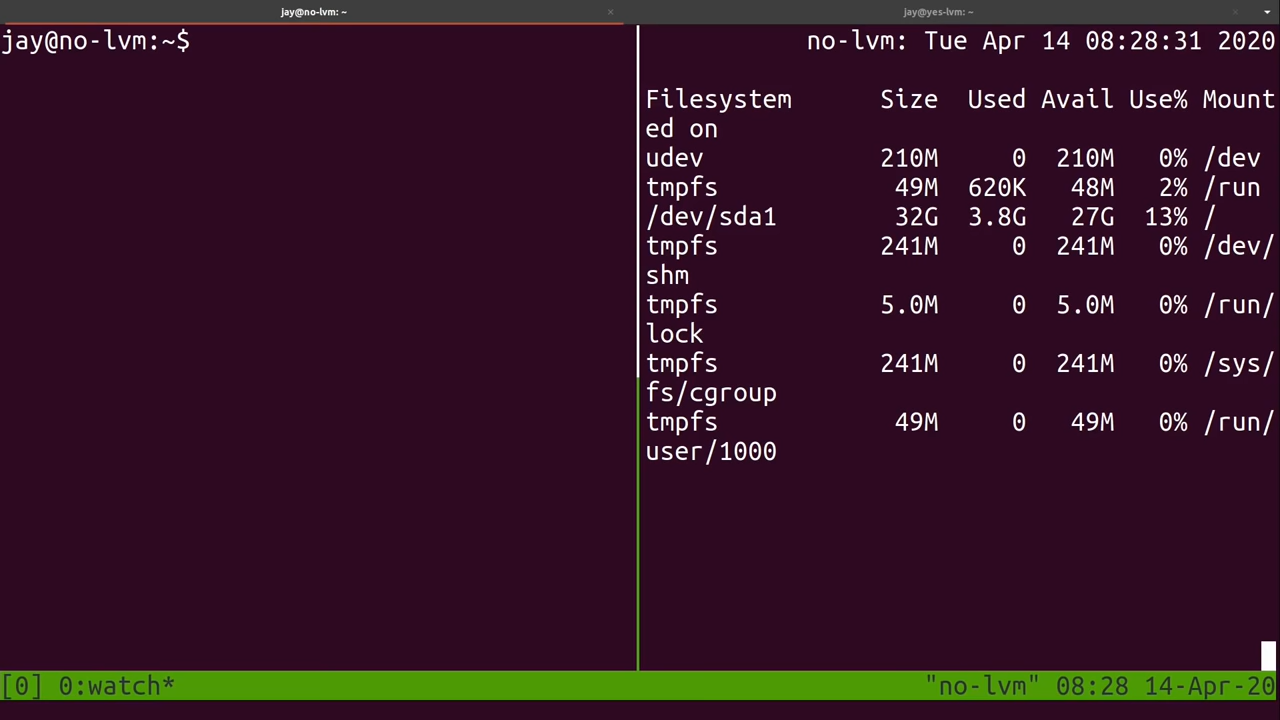 jay@no-lvm: ~ × jay@yes-lvm: ~ ×
jay@no-lvm:~$
no-lvm: Tue Apr 14 08:28:31 2020
Filesystem Size Used Avail Use% Mount
ed on
udev 210M 0 210M 0% /dev
tmpfs 49M 620K 48M 2% /run
/dev/sda1 32G 3.8G 27G 13% /
tmpfs 241M 0 241M 0% /dev/
shm
tmpfs 5.0M 0 5.0M 0% /run/
lock
tmpfs 241M 0 241M 0% /sys/
fs/cgroup
tmpfs 49M 0 49M 0% /run/
user/1000
[0] 0:watch* "no-lvm" 08:28 14-Apr-20